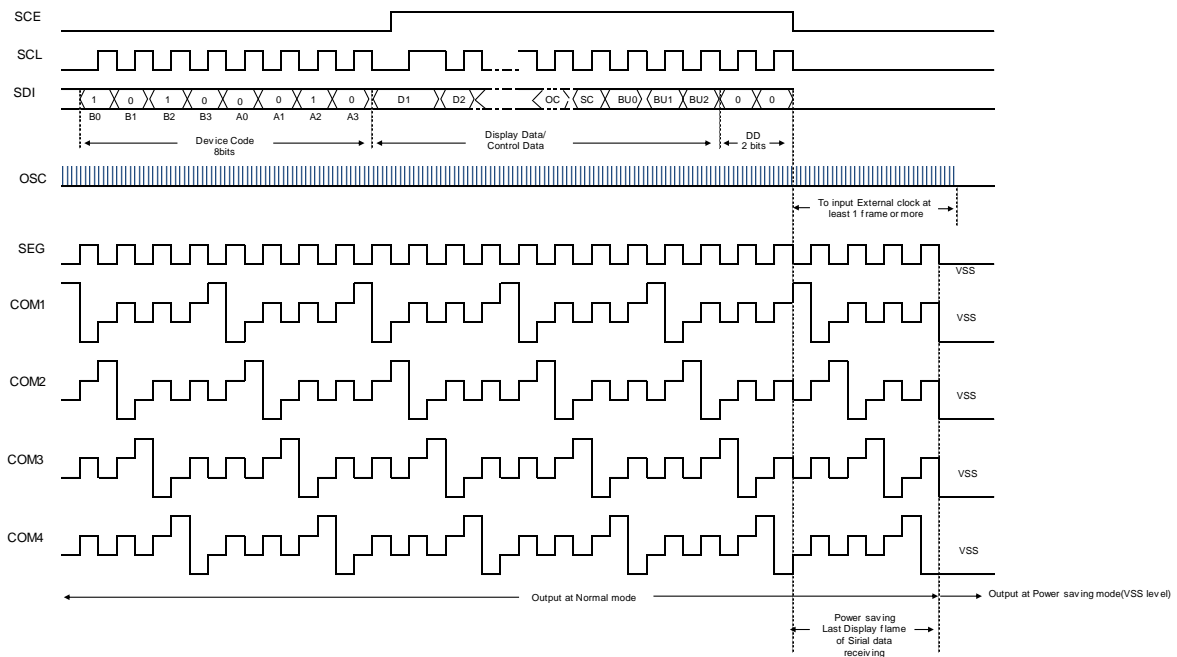 SCE
SCL
SDI
1 0 1 0 0 0 1 0 D1 D2 OC SC BU0 BU1 BU2 0 0
B0 B1 B2 B3 A0 A1 A2 A3
Device Code
8bits
Display Data/
Control Data
DD
2 bits
OSC
To input External clock at
least 1 frame or more
SEG
VSS
COM1
VSS
COM2
VSS
COM3
VSS
COM4
VSS
Output at Normal mode
Output at Power saving mode(VSS level)
Power saving
Last Display flame
of Sirial data
receiving